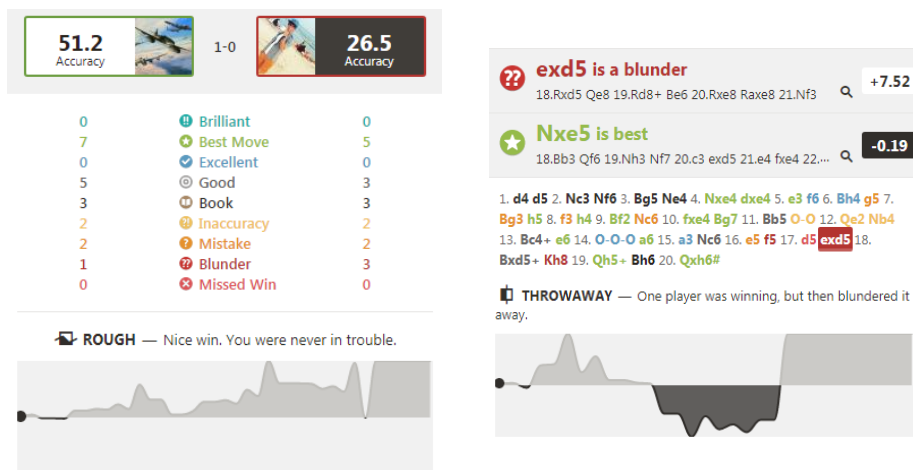 51.2
Accuracy
1-0
26.5
Accuracy
0 Brilliant 0
7 Best Move 5
0 Excellent 0
5 Good 3
3 Book 3
2 Inaccuracy 2
2 Mistake 2
1 Blunder 3
0 Missed Win 0
ROUGH — Nice win. You were never in trouble.
?? exd5 is a blunder
18.Rxd5 Qe8 19.Rd8+ Be6 20.Rxe8 Raxe8 21.Nf3
+7.52
Nxe5 is best
18.Bb3 Qf6 19.Nh3 Nf7 20.c3 exd5 21.e4 fxe4 22....
-0.19
1. d4 d5 2. Nc3 Nf6 3. Bg5 Ne4 4. Nxe4 dxe4 5. e3 f6 6. Bh4 g5 7.
Bg3 h5 8. f3 h4 9. Bf2 Nc6 10. fxe4 Bg7 11. Bb5 O-O 12. Qe2 Nb4
13. Bc4+ e6 14. O-O-O a6 15. a3 Nc6 16. e5 f5 17. d5 exd5 18.
Bxd5+ Kh8 19. Qh5+ Bh6 20. Qxh6#
THROWAWAY — One player was winning, but then blundered it
away.